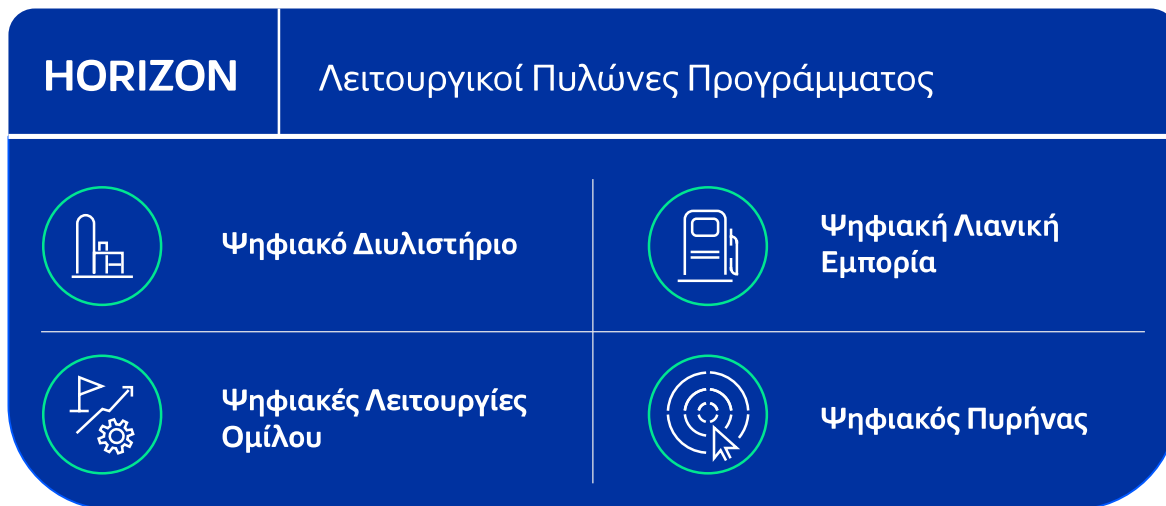 HORIZON
Λειτουργικοί Πυλώνες Προγράμματος
Ψηφιακό Διυλιστήριο
Ψηφιακή Λιανική
Εμπορία
Ψηφιακές Λειτουργίες
Ομίλου
Ψηφιακός Πυρήνας